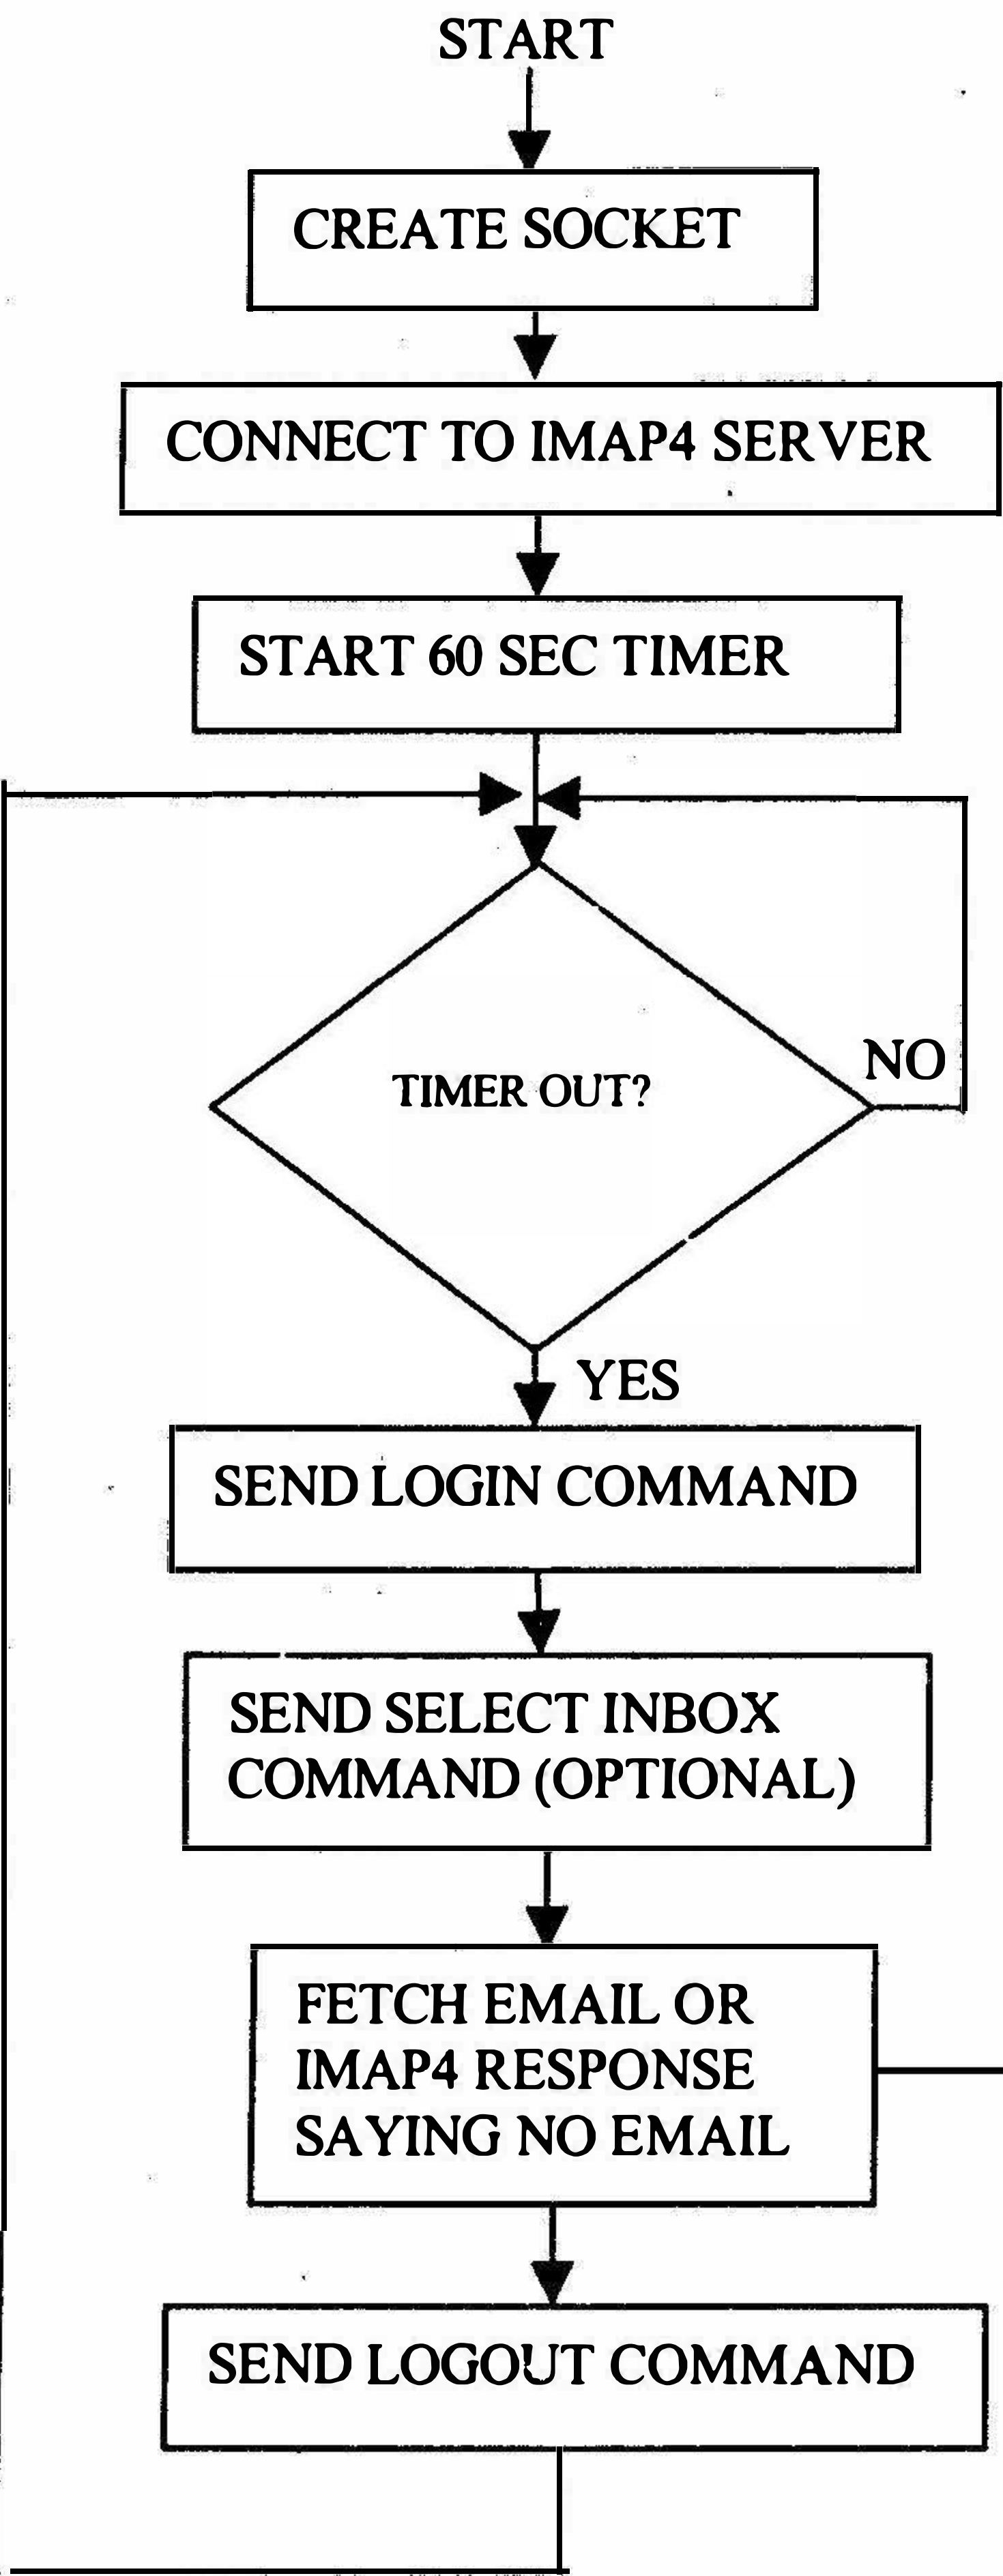 START
CREATE SOCKET
CONNECT TO IMAP4 SERVER
START 60 SEC TIMER
NO
TIMER OUT?
YES
SEND LOGIN COMMAND
SEND SELECT INBOX
COMMAND (OPTIONAL)
FETCH EMAIL OR
IMAP4 RESPONSE
SAYING NO EMAIL
SEND LOGOUT COMMAND